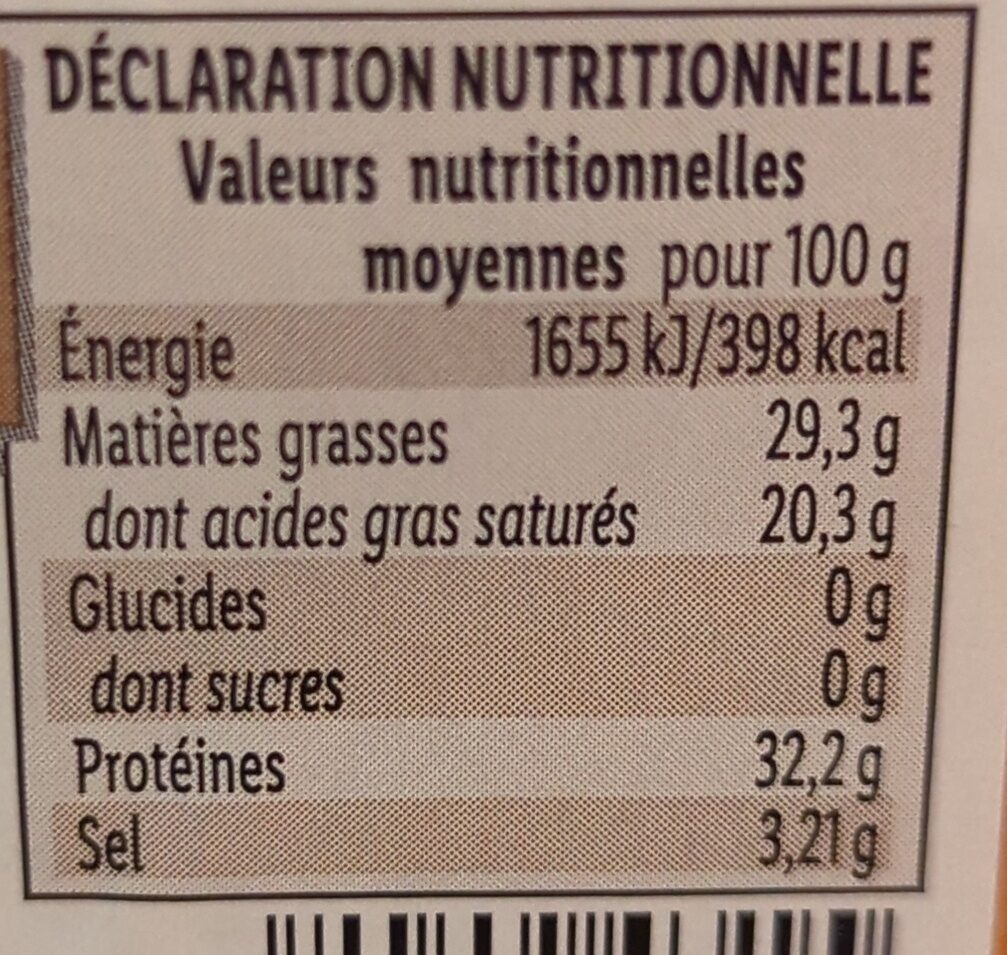 DÉCLARATION NUTRITIONNELLE
Valeurs nutritionnelles
moyennes pour 100 g
Énergie 1655 kJ/398 kcal
Matières grasses 29,3 g
dont acides gras saturés 20,3 g
Glucides 0 g
dont sucres 0 g
Protéines 32,2 g
Sel 3,21 g